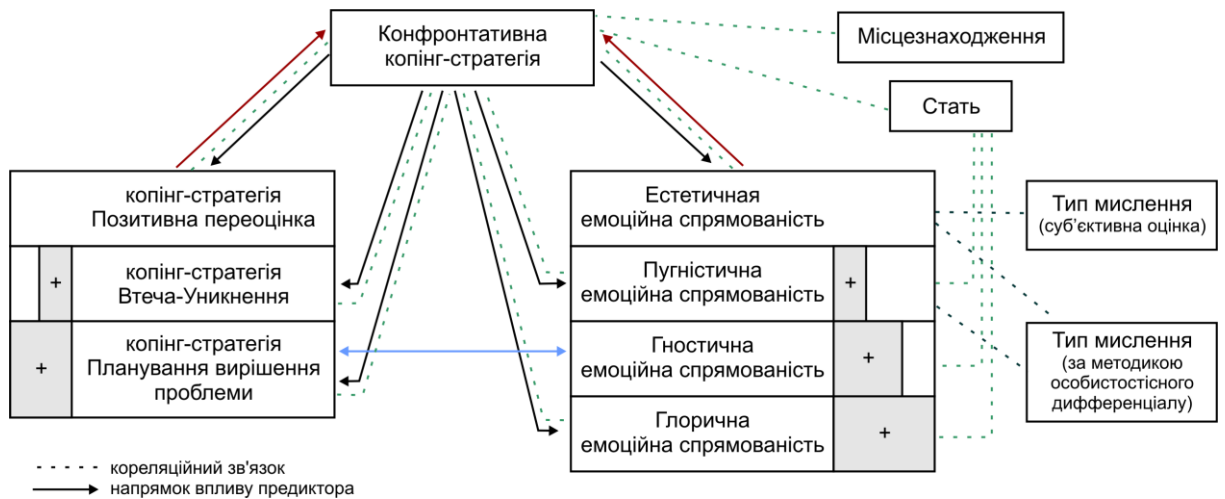 Конфронтативна
копінг-стратегія
Місцезнаходження
Стать
копінг-стратегія
Позитивна переоцінка
+
копінг-стратегія
Втеча-Уникнення
+
копінг-стратегія
Планування вирішення
проблеми
Естетичная
емоційна спрямованість
Пугністична
емоційна спрямованість
+
Гностична
емоційна спрямованість
+
Глорична
емоційна спрямованість
+
Тип мислення
(суб'єктивна оцінка)
Тип мислення
(за методикою
особистостісного
дифференціалу)
кореляційний зв'язок
напрямок впливу предиктора